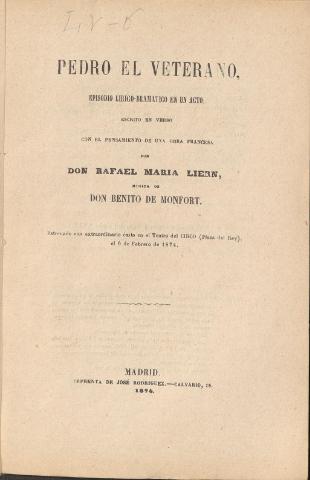 PEDRO EL VETERANO,
EPISODIO LÍRICO-DRAMÁTICO EN UN ACTO,
ESCRITO EN VERSO
CON EL PENSAMIENTO DE UNA OBRA FRANCESA,
POR
DON RAFAEL MARIA LIERN,
MÚSICA DE
DON BENITO DE MONFORT.
Estrenado con extraordinario éxito en el Teatro del CIRCO (Plaza del Rey),
el 6 de Febrero de 1874.
MADRID.
IMPRENTA DE JOSÉ RODRIGUEZ.—CALVARIO, 18.
1874.